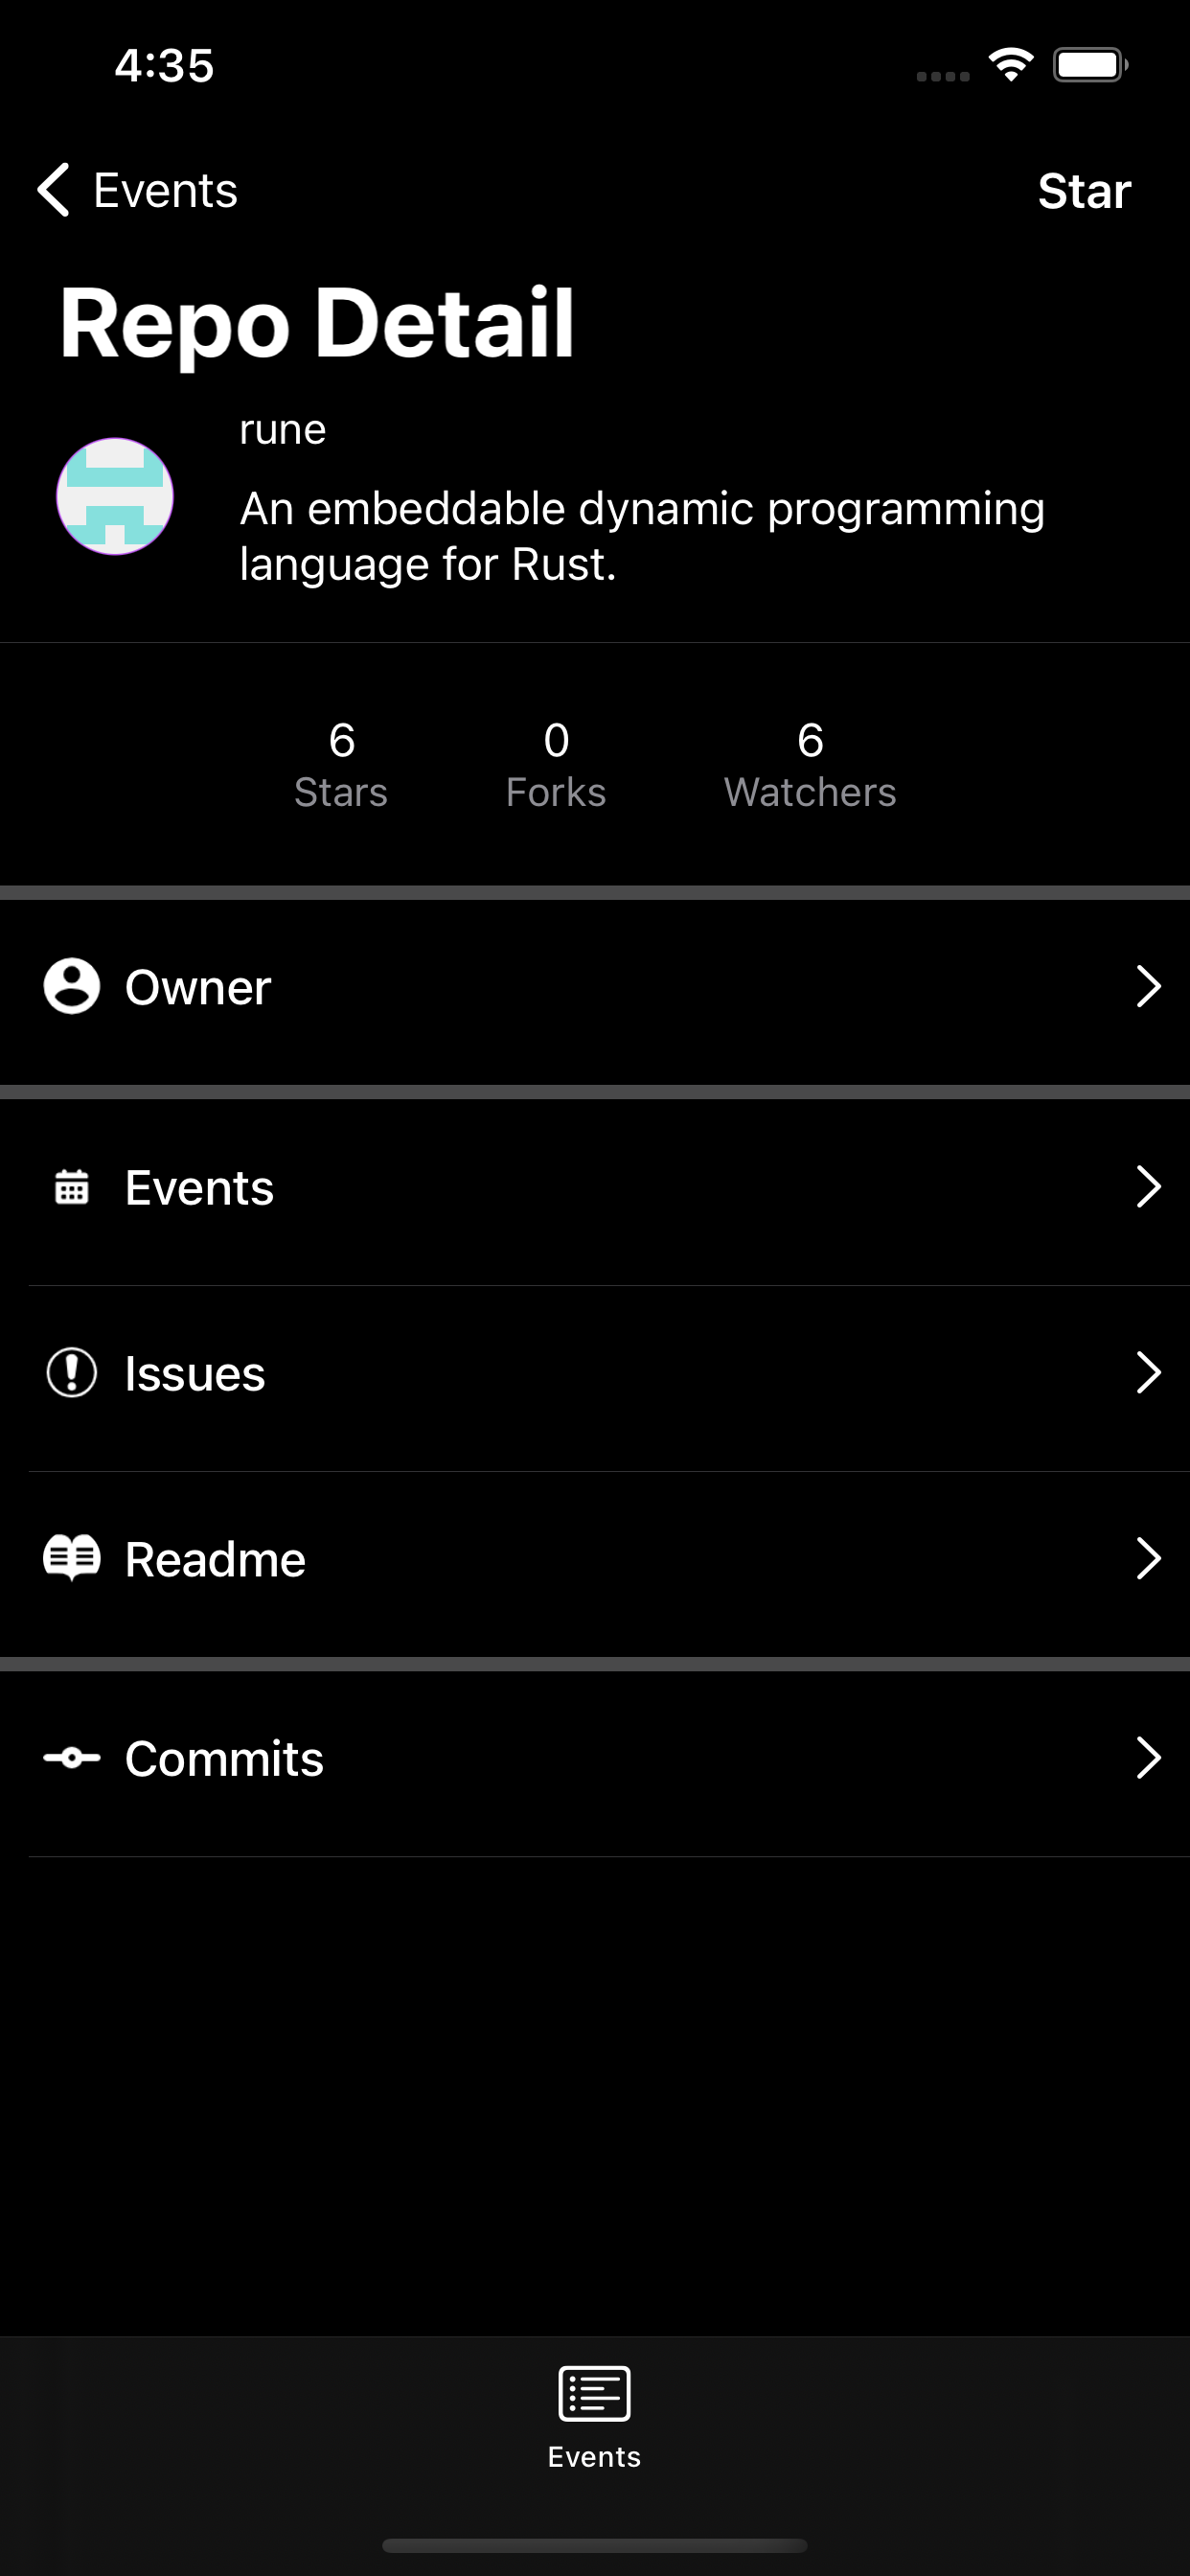 4:35
Events
Star
Repo Detail
rune
An embeddable dynamic programming
language for Rust.
6
Stars
0
Forks
6
Watchers
Owner
Events
Issues
Readme
Commits
Events